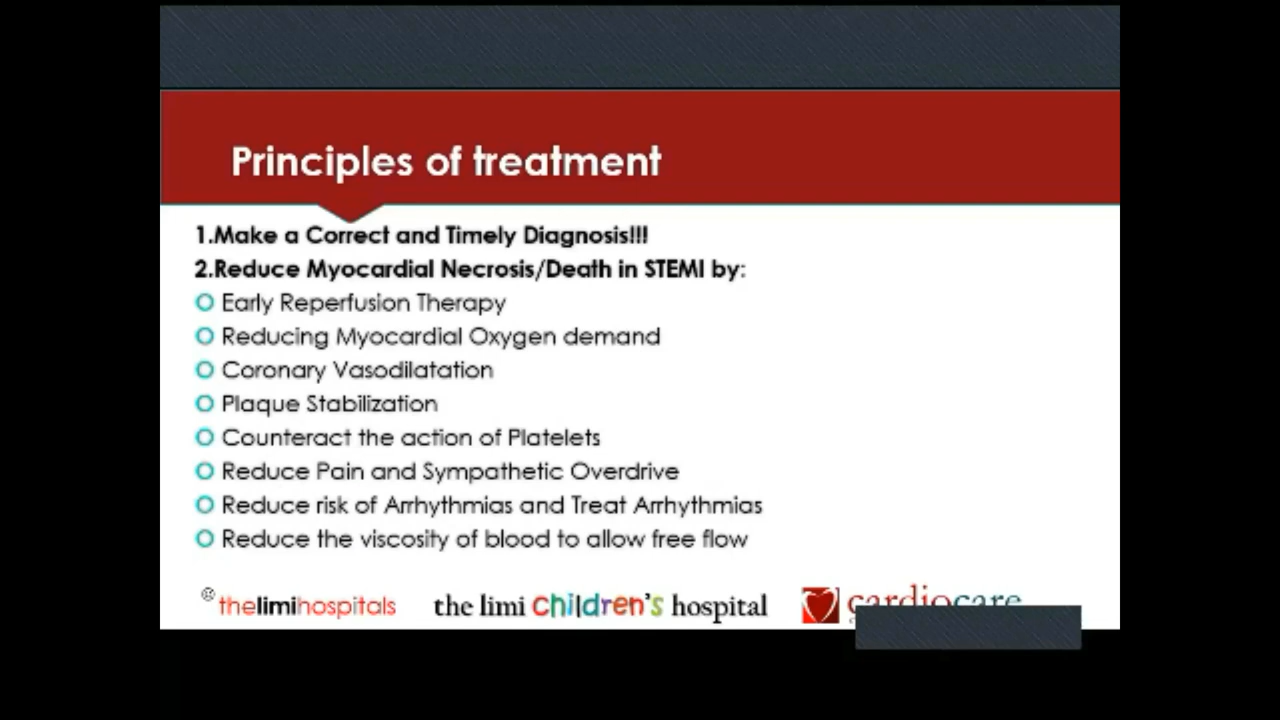 Principles of treatment
1.Make a Correct and Timely Diagnosis!!!
2.Reduce Myocardial Necrosis/Death in STEMI by:
Early Reperfusion Therapy
Reducing Myocardial Oxygen demand
Coronary Vasodilatation
Plaque Stabilization
Counteract the action of Platelets
Reduce Pain and Sympathetic Overdrive
Reduce risk of Arrhythmias and Treat Arrhythmias
Reduce the viscosity of blood to allow free flow
thelimihospitals the limi children's hospital cardiocare